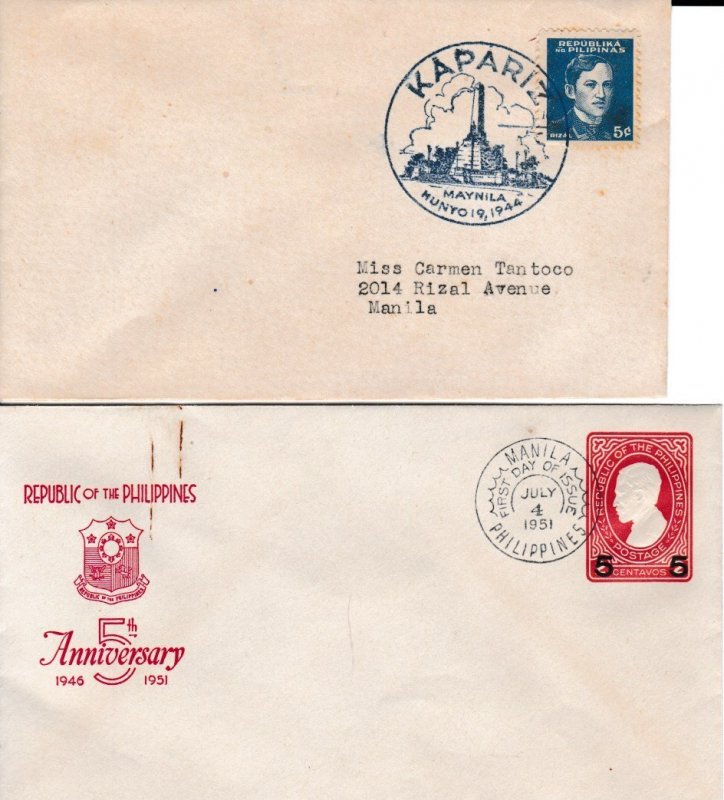 KAPARIZ
MAYNILA
HUNYO 19, 1944
REPUBLIKA
NG PILIPINAS
RIZAL 5¢
Miss Carmen Tantoco
2014 Rizal Avenue
Manila
REPUBLIC OF THE PHILIPPINES
REPUBLIC OF THE PHILIPPINES
5th
Anniversary
1946 1951
MANILA
FIRST DAY OF ISSUE
JULY
4
1951
PHILIPPINES
REPUBLIC OF THE PHILIPPINES
POSTAGE
5 5
CENTAVOS